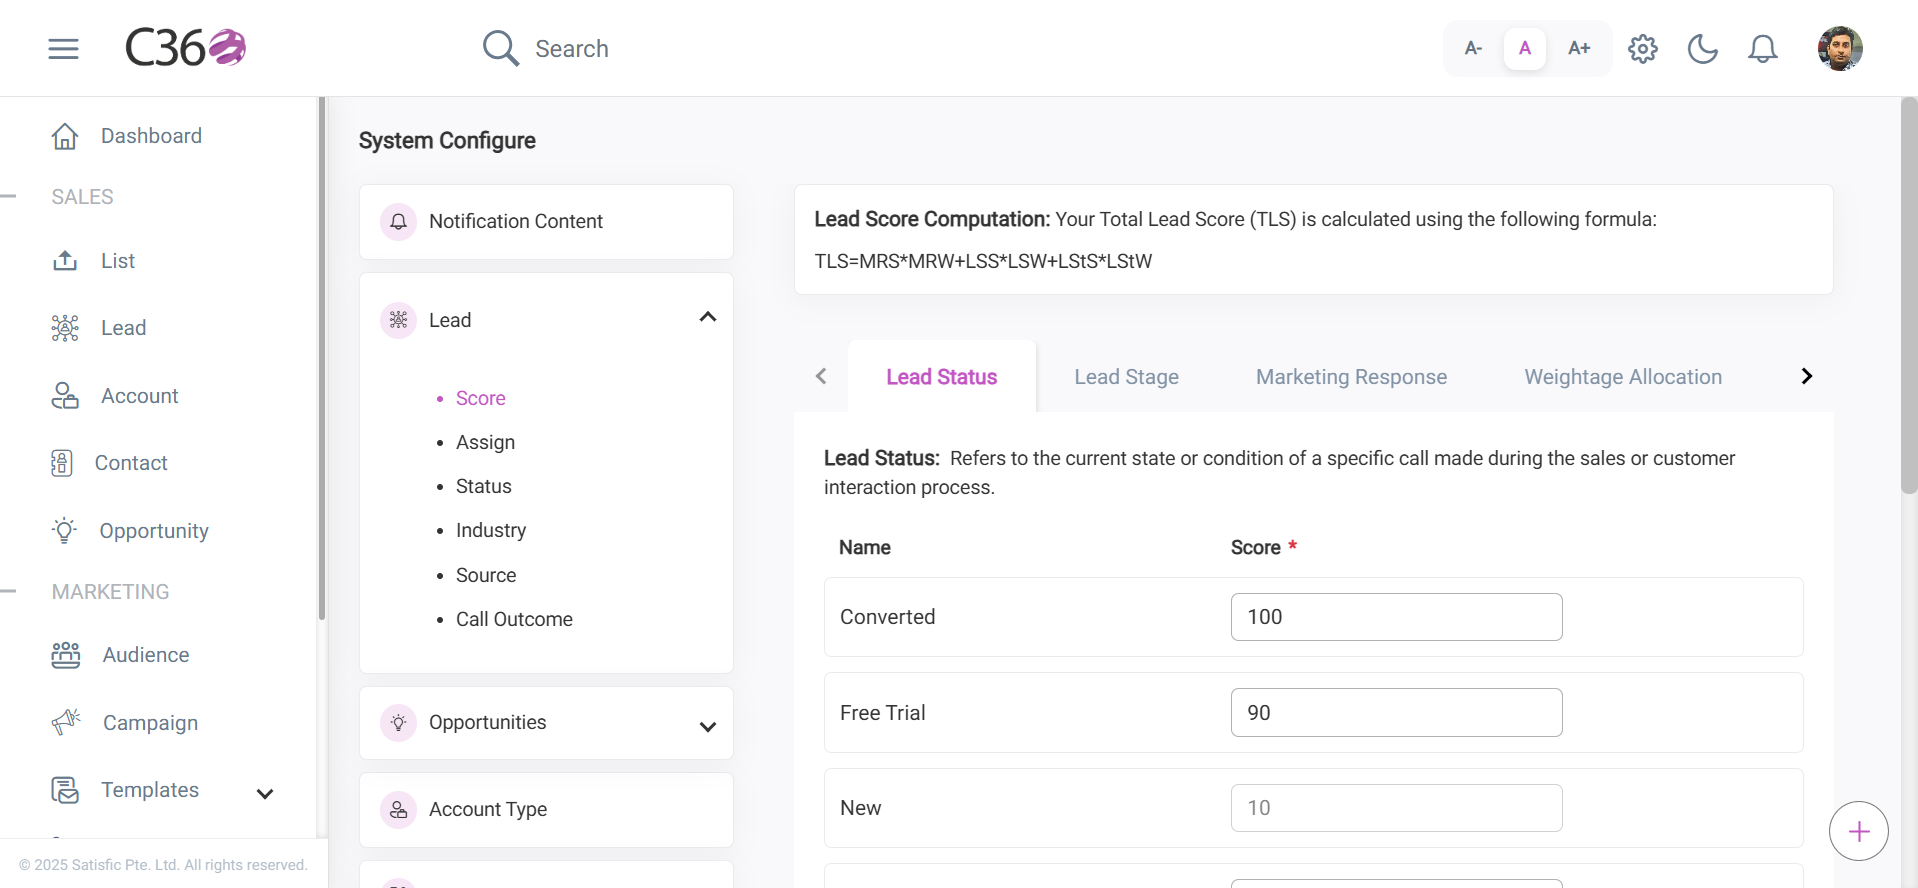 C36
Search
A-
A
A+
Dashboard
SALES
List
Lead
Account
Contact
Opportunity
MARKETING
Audience
Campaign
Templates
© 2025 Satisfic Pte. Ltd. All rights reserved.
System Configure
Notification Content
Lead
Score
Assign
Status
Industry
Source
Call Outcome
Opportunities
Account Type
Lead Score Computation: Your Total Lead Score (TLS) is calculated using the following formula:
TLS=MRS*MRW+LSS*LSW+LStS*LStW
Lead Status
Lead Stage
Marketing Response
Weightage Allocation
Lead Status: Refers to the current state or condition of a specific call made during the sales or customer
interaction process.
Name
Score *
Converted
100
Free Trial
90
New
10